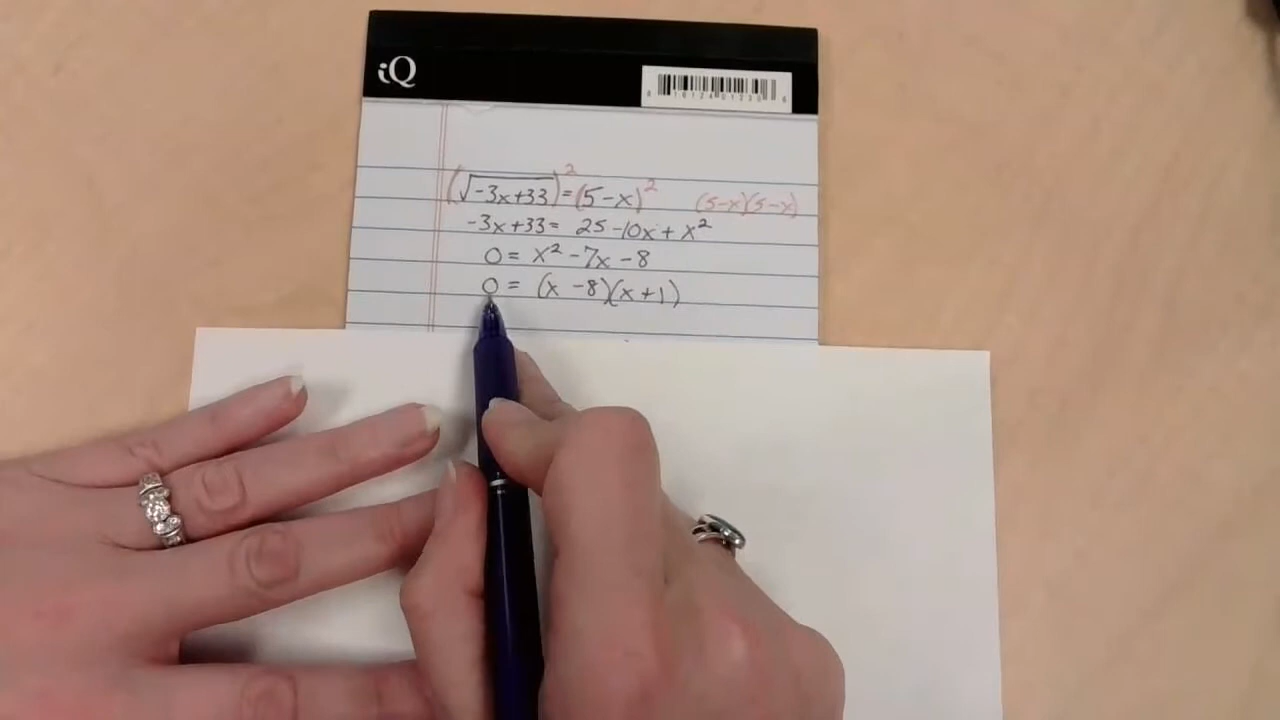 iQ
(√-3x+33)² = (5-x)² (5-x)(5-x)
-3x+33 = 25-10x+x²
0 = x²-7x-8
0 = (x-8)(x+1)